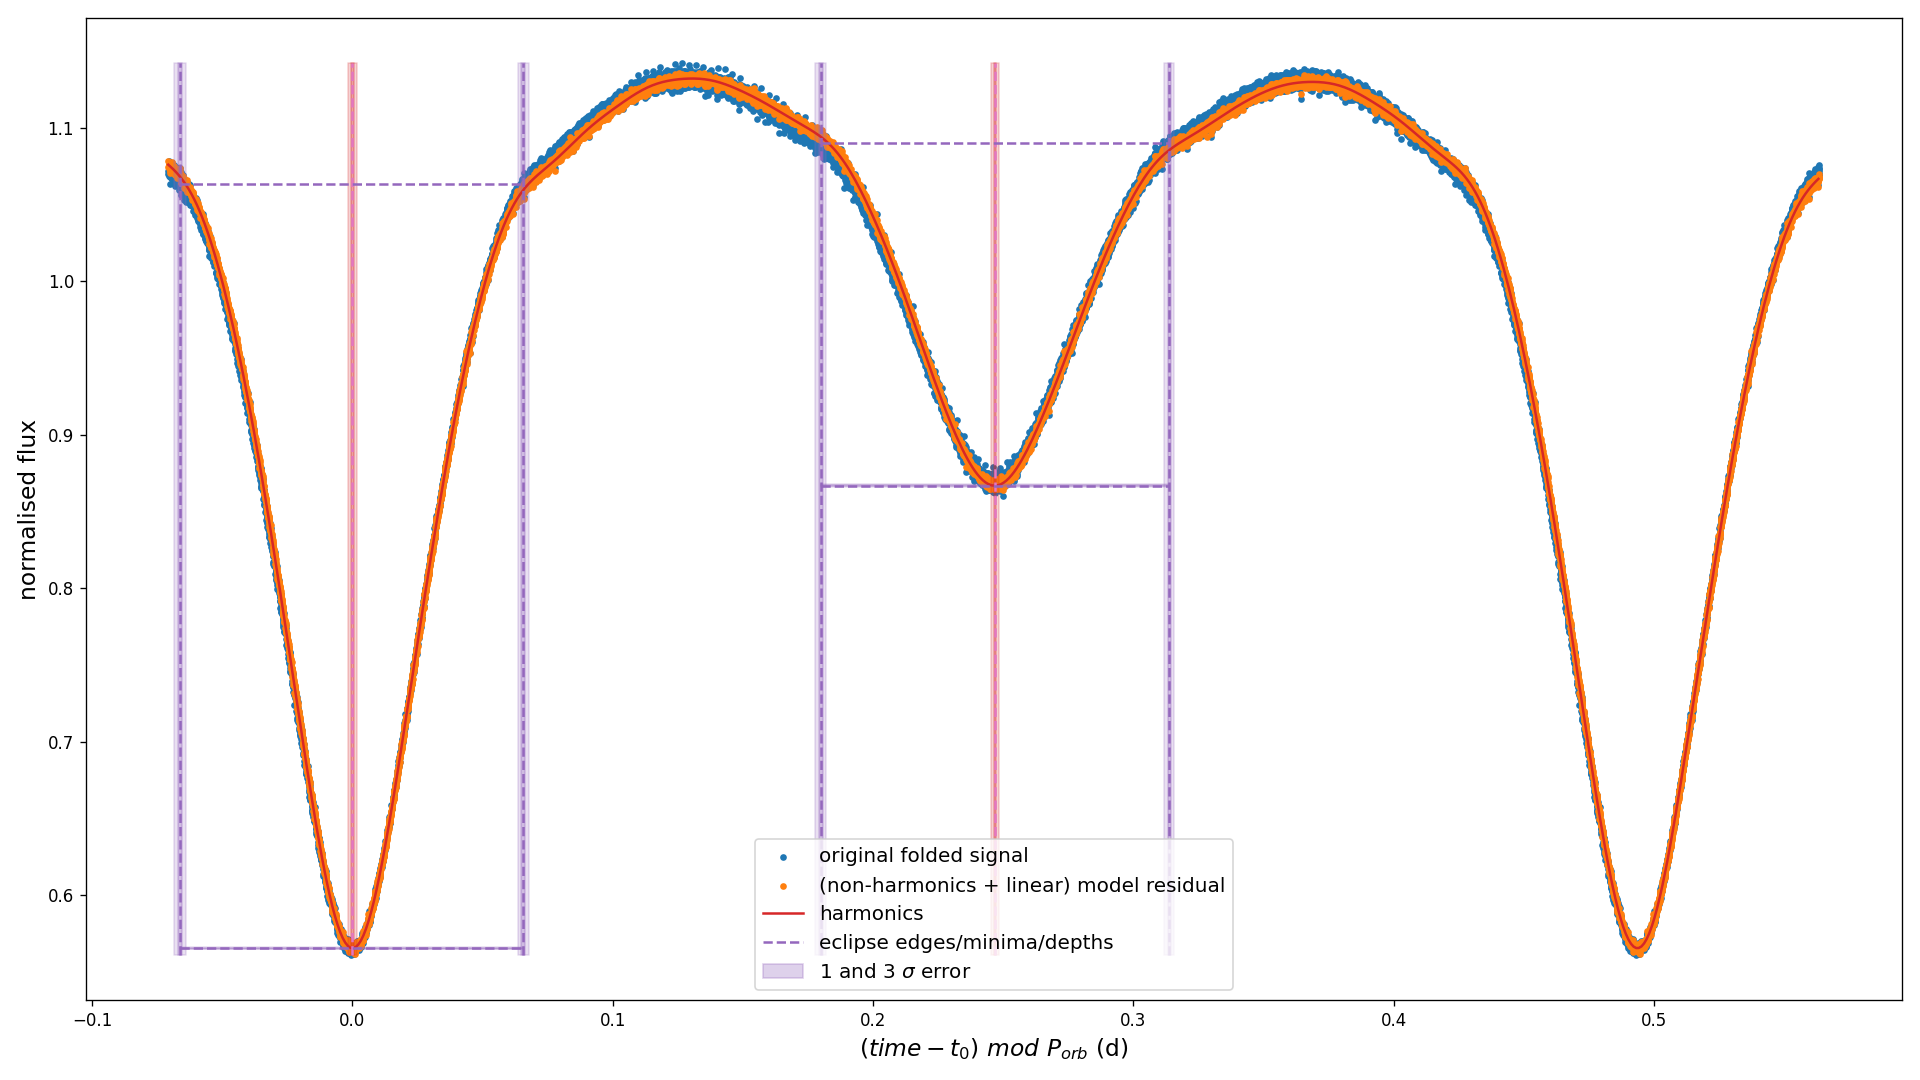 normalised flux
1.1
1.0
0.9
0.8
0.7
0.6
original folded signal
(non-harmonics + linear) model residual
harmonics
eclipse edges/minima/depths
1 and 3 σ error
−0.1 0.0 0.1 0.2 0.3 0.4 0.5
(time − t₀) mod Pₒᵣb (d)